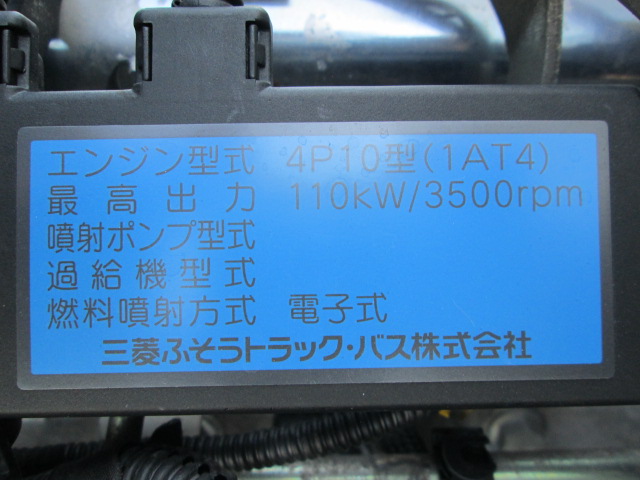 エンジン型式 4P10型(1AT4)
最高出力 110kW/3500rpm
噴射ポンプ型式
過給機型式
燃料噴射方式 電子式
三菱ふそうトラック・バス株式会社